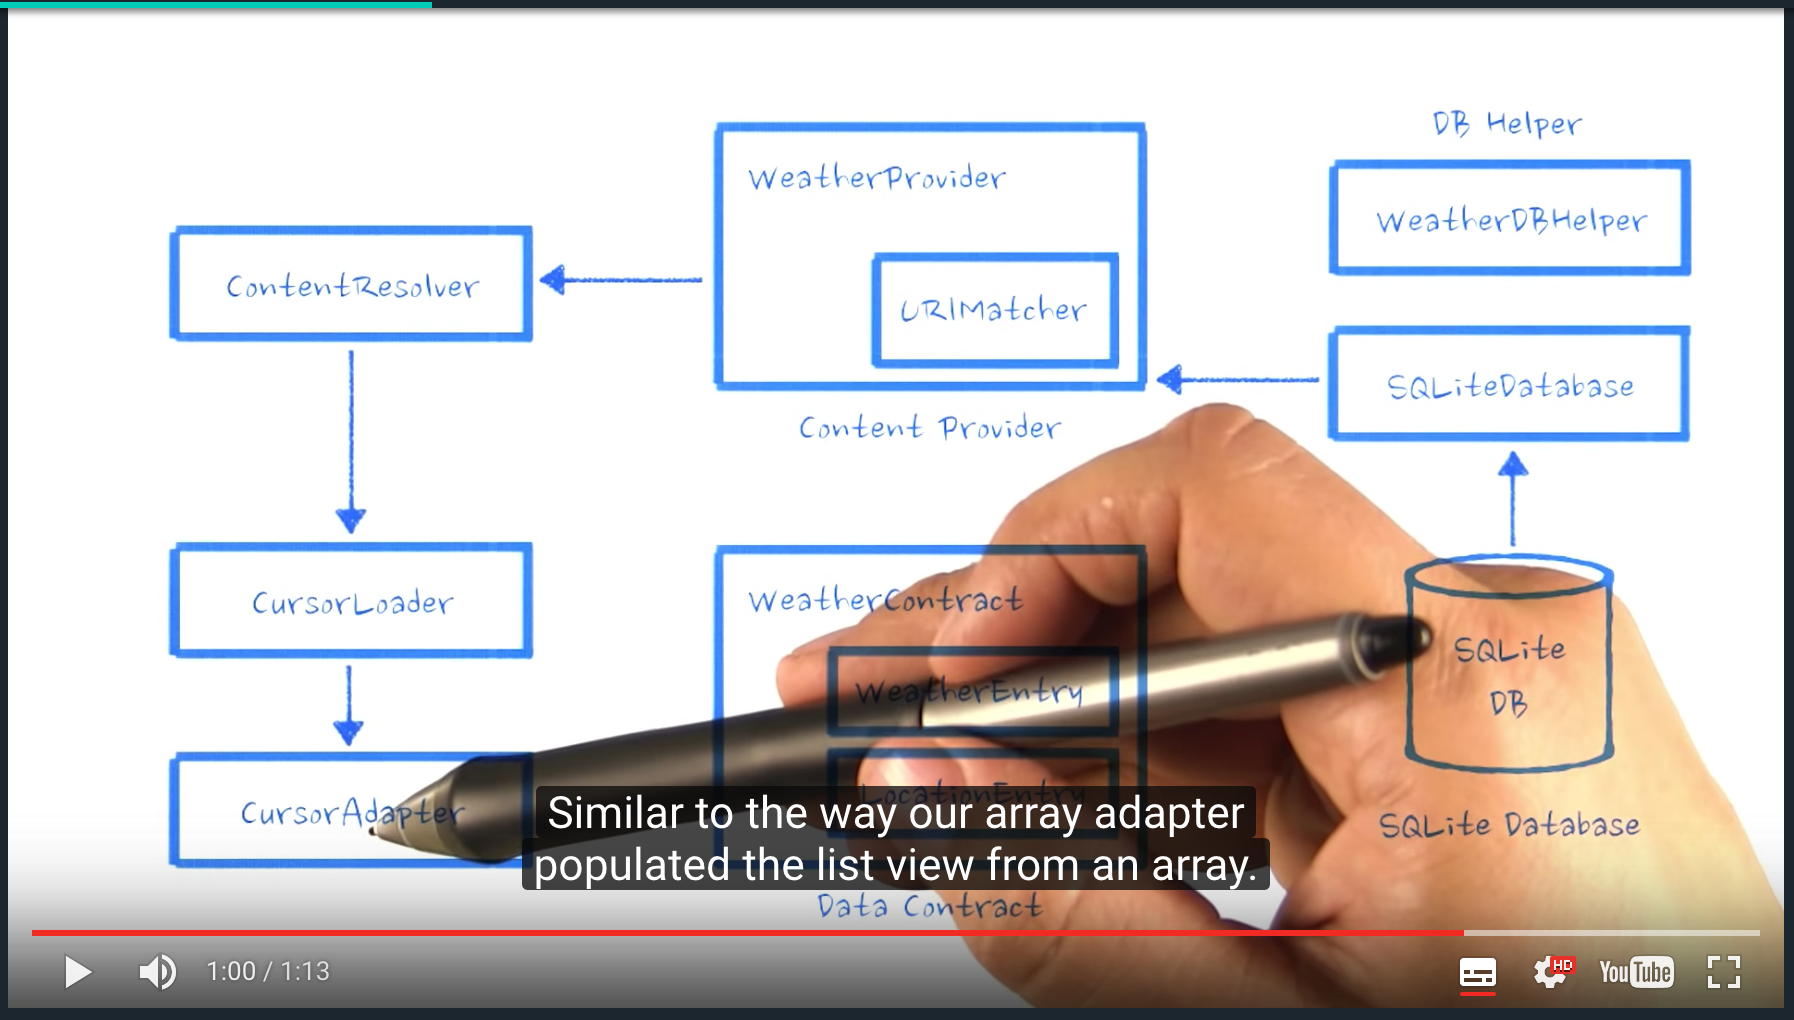 DB Helper
WeatherProvider
WeatherDBHelper
ContentResolver
URIMatcher
SQLiteDatabase
Content Provider
CursorLoader
WeatherContract
SQLite
DB
WeatherEntry
LocationEntry
CursorAdapter
Similar to the way our array adapter
populated the list view from an array.
SQLite Database
Data Contract
1:00 / 1:13
HD
YouTube